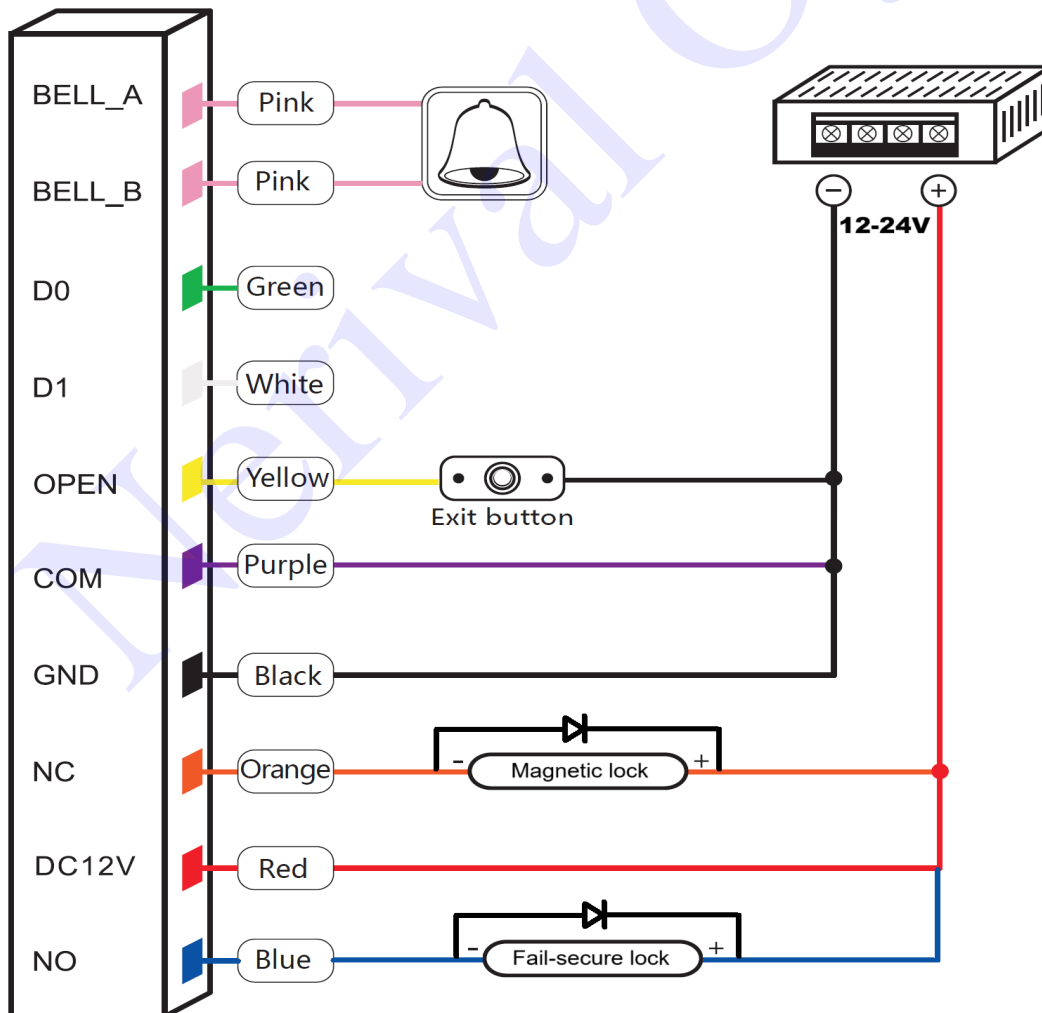 BELL_A
Pink
BELL_B
Pink
− +
12-24V
D0
Green
D1
White
OPEN
Yellow
Exit button
COM
Purple
GND
Black
NC
Orange
- Magnetic lock +
DC12V
Red
NO
Blue
- Fail-secure lock +
Nerival